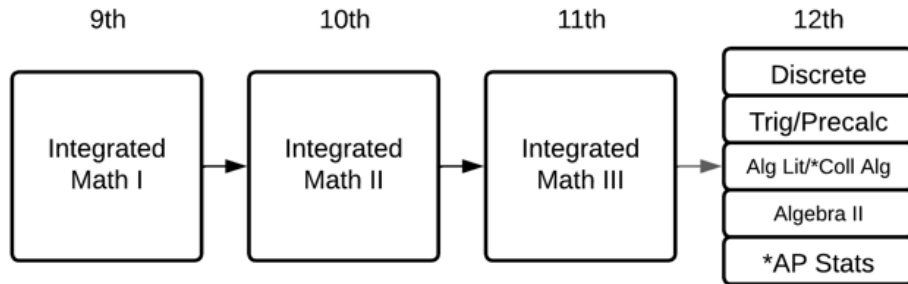 9th 10th 11th 12th
Integrated
Math I
Integrated
Math II
Integrated
Math III
Discrete
Trig/Precalc
Alg Lit/*Coll Alg
Algebra II
*AP Stats